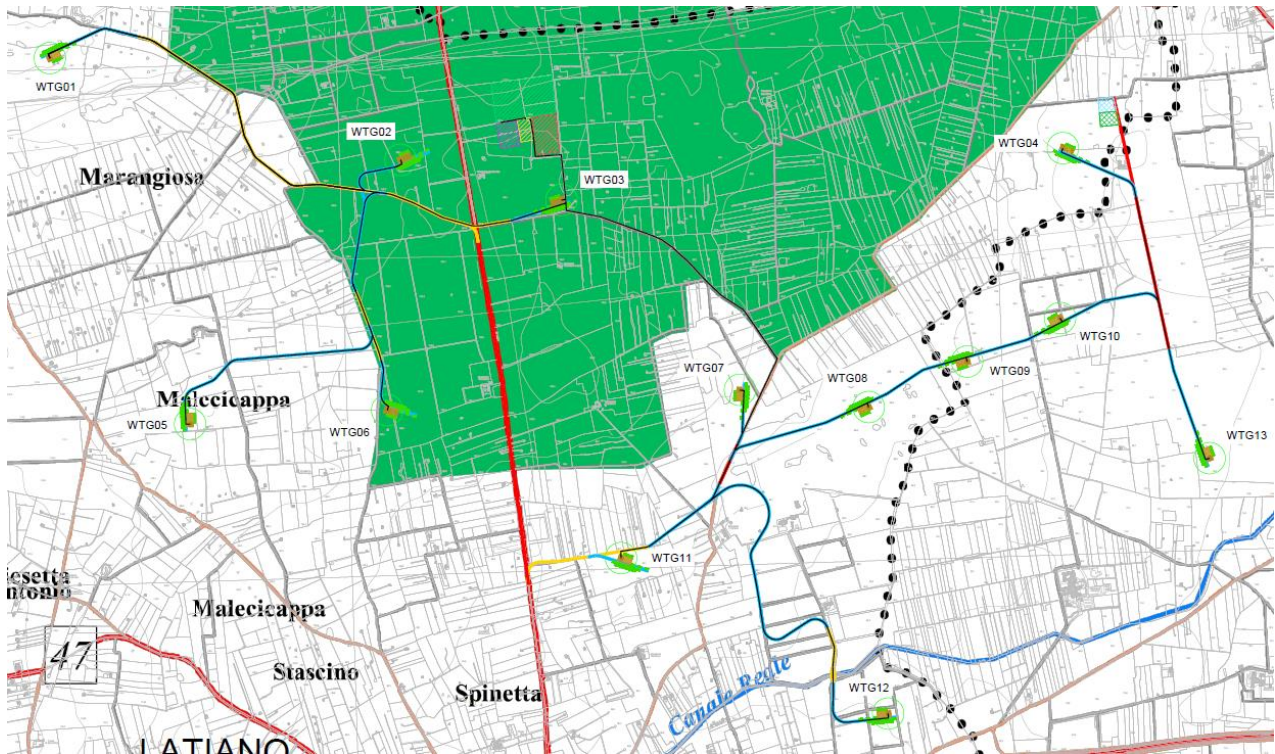 WTG01
WTG02
WTG04
Marangiosa
WTG03
WTG10
WTG07
WTG09
WTG08
Malecicappa
WTG05
WTG06
WTG13
WTG11
Malecicappa
47
Stascino
Spinetta
Canale Reale
WTG12
LATIANO